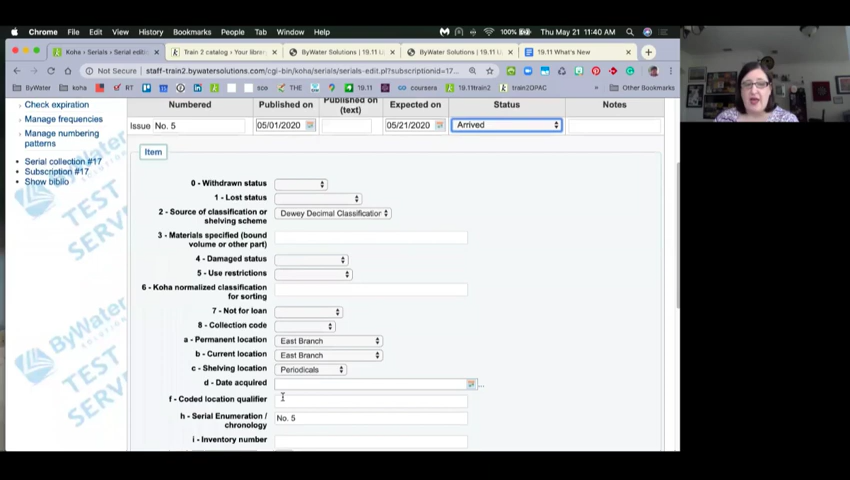 Chrome File Edit View History Bookmarks People Tab Window Help 100% Thu May 21 11:40 AM
Koha › Serials › Serial editi × Train 2 catalog › Your librar × ByWater Solutions | 19.11 U × ByWater Solutions | 19.11 U × 19.11 What's New × +
Not Secure | staff-train2.bywatersolutions.com/cgi-bin/koha/serials/serials-edit.pl?subscriptionid=17...
ByWater koha RT sco THE 19.11 coursera 19.11train2 train2OPAC » Other Bookmarks
Check expiration
Manage frequencies
Manage numbering
patterns
Serial collection #17
Subscription #17
Show biblio
Numbered Published on Published on (text) Expected on Status Notes
Issue No. 5 05/01/2020 05/21/2020 Arrived
Item
0 - Withdrawn status
1 - Lost status
2 - Source of classification or
shelving scheme Dewey Decimal Classification
3 - Materials specified (bound
volume or other part)
4 - Damaged status
5 - Use restrictions
6 - Koha normalized classification
for sorting
7 - Not for loan
8 - Collection code
a - Permanent location East Branch
b - Current location East Branch
c - Shelving location Periodicals
d - Date acquired ...
f - Coded location qualifier
h - Serial Enumeration /
chronology No. 5
i - Inventory number
ByWater
TEST
ByWater
TEST